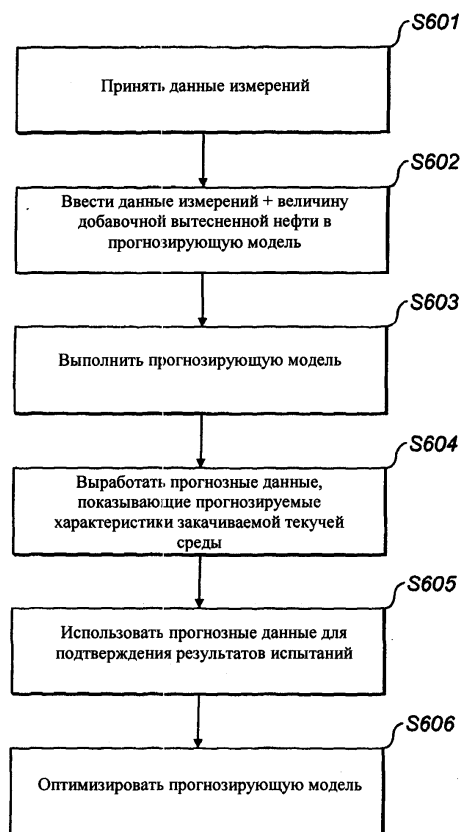 S601
Принять данные измерений
S602
Ввести данные измерений + величину
добавочной вытесненной нефти в
прогнозирующую модель
S603
Выполнить прогнозирующую модель
S604
Выработать прогнозные данные,
показывающие прогнозируемые
характеристики закачиваемой текучей
среды
S605
Использовать прогнозные данные для
подтверждения результатов испытаний
S606
Оптимизировать прогнозирующую модель